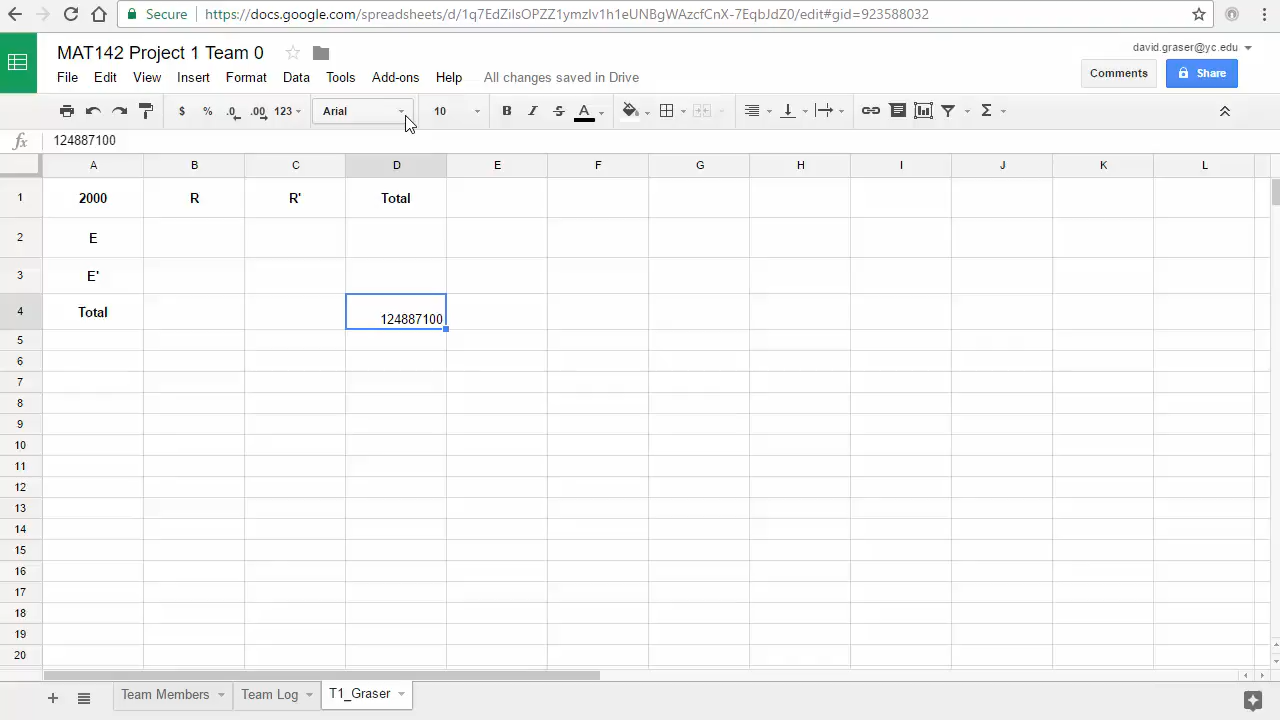 Secure https://docs.google.com/spreadsheets/d/1q7EdZiIsOPZZ1ymzlv1h1eUNBgWAzcfCnX-7EqbJdZ0/edit#gid=923588032
MAT142 Project 1 Team 0
david.graser@yc.edu
File Edit View Insert Format Data Tools Add-ons Help All changes saved in Drive
Comments Share
$ % .0 .00 123 Arial 10 B I S A Σ
fx 124887100
A B C D E F G H I J K L
1 2000 R R' Total
2 E
3 E'
4 Total 124887100
5
6
7
8
9
10
11
12
13
14
15
16
17
18
19
20
+ Team Members Team Log T1_Graser